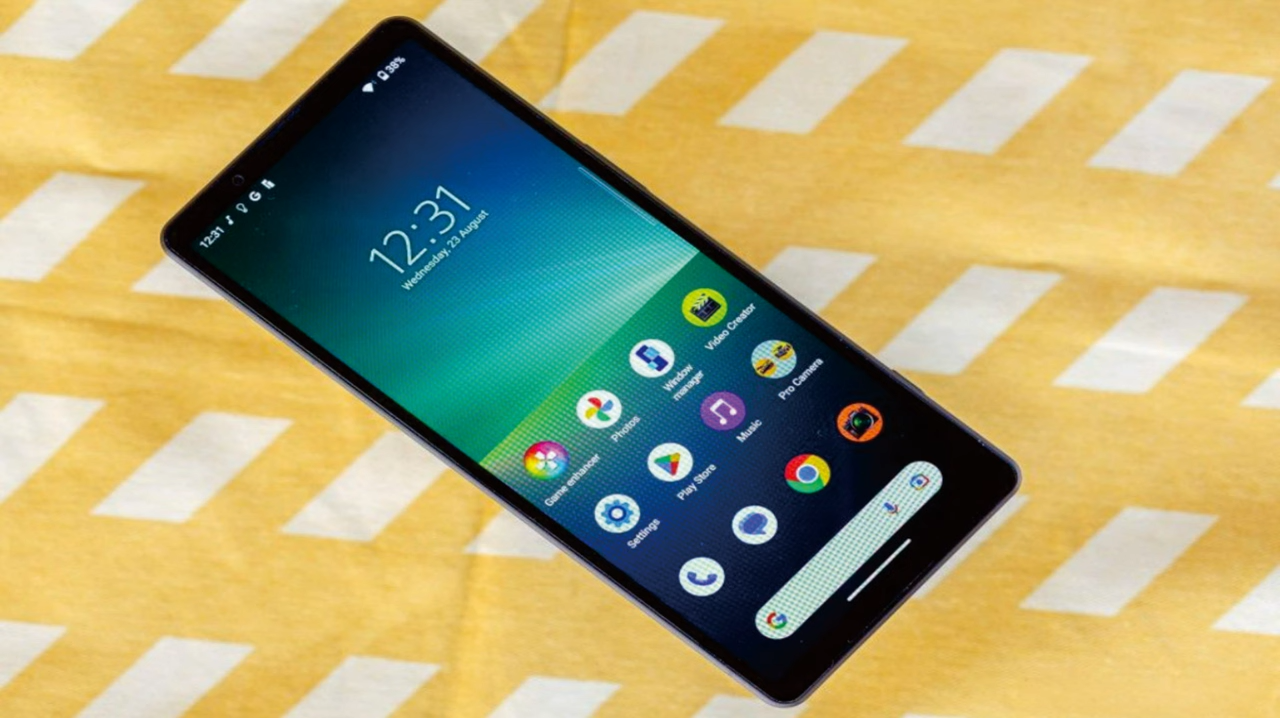 12:31
38%
12:31
Wednesday, 23 August
Game enhancer
Photos
Window
manager
Video Creator
Settings
Play Store
Music
Pro Camera